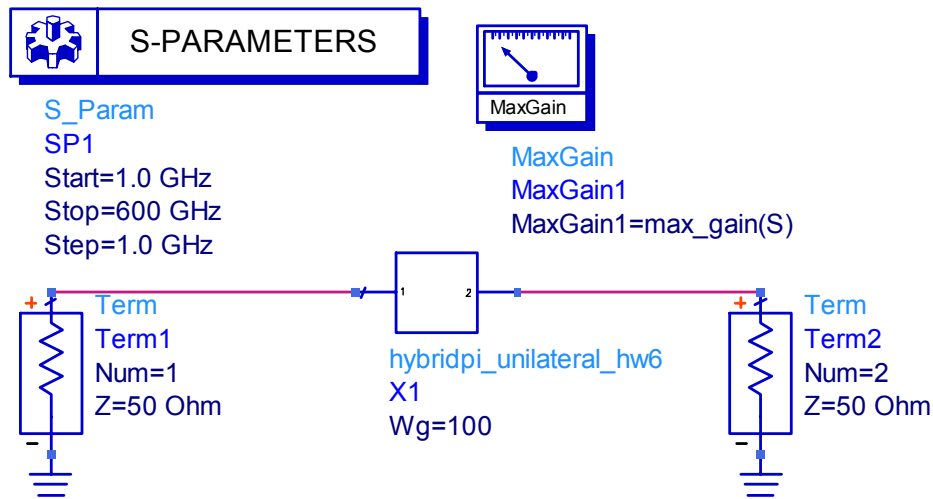 S-PARAMETERS
S_Param
SP1
Start=1.0 GHz
Stop=600 GHz
Step=1.0 GHz
MaxGain
MaxGain
MaxGain1
MaxGain1=max_gain(S)
+
Term
Term1
Num=1
Z=50 Ohm
–
1 2
hybridpi_unilateral_hw6
X1
Wg=100
+
Term
Term2
Num=2
Z=50 Ohm
–